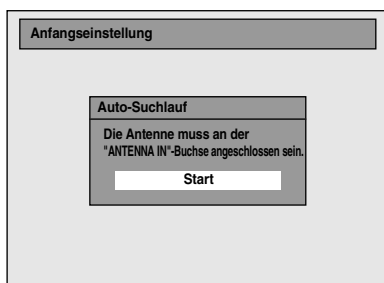 Anfangseinstellung
Auto-Suchlauf
Die Antenne muss an der
"ANTENNA IN"-Buchse angeschlossen sein.
Start